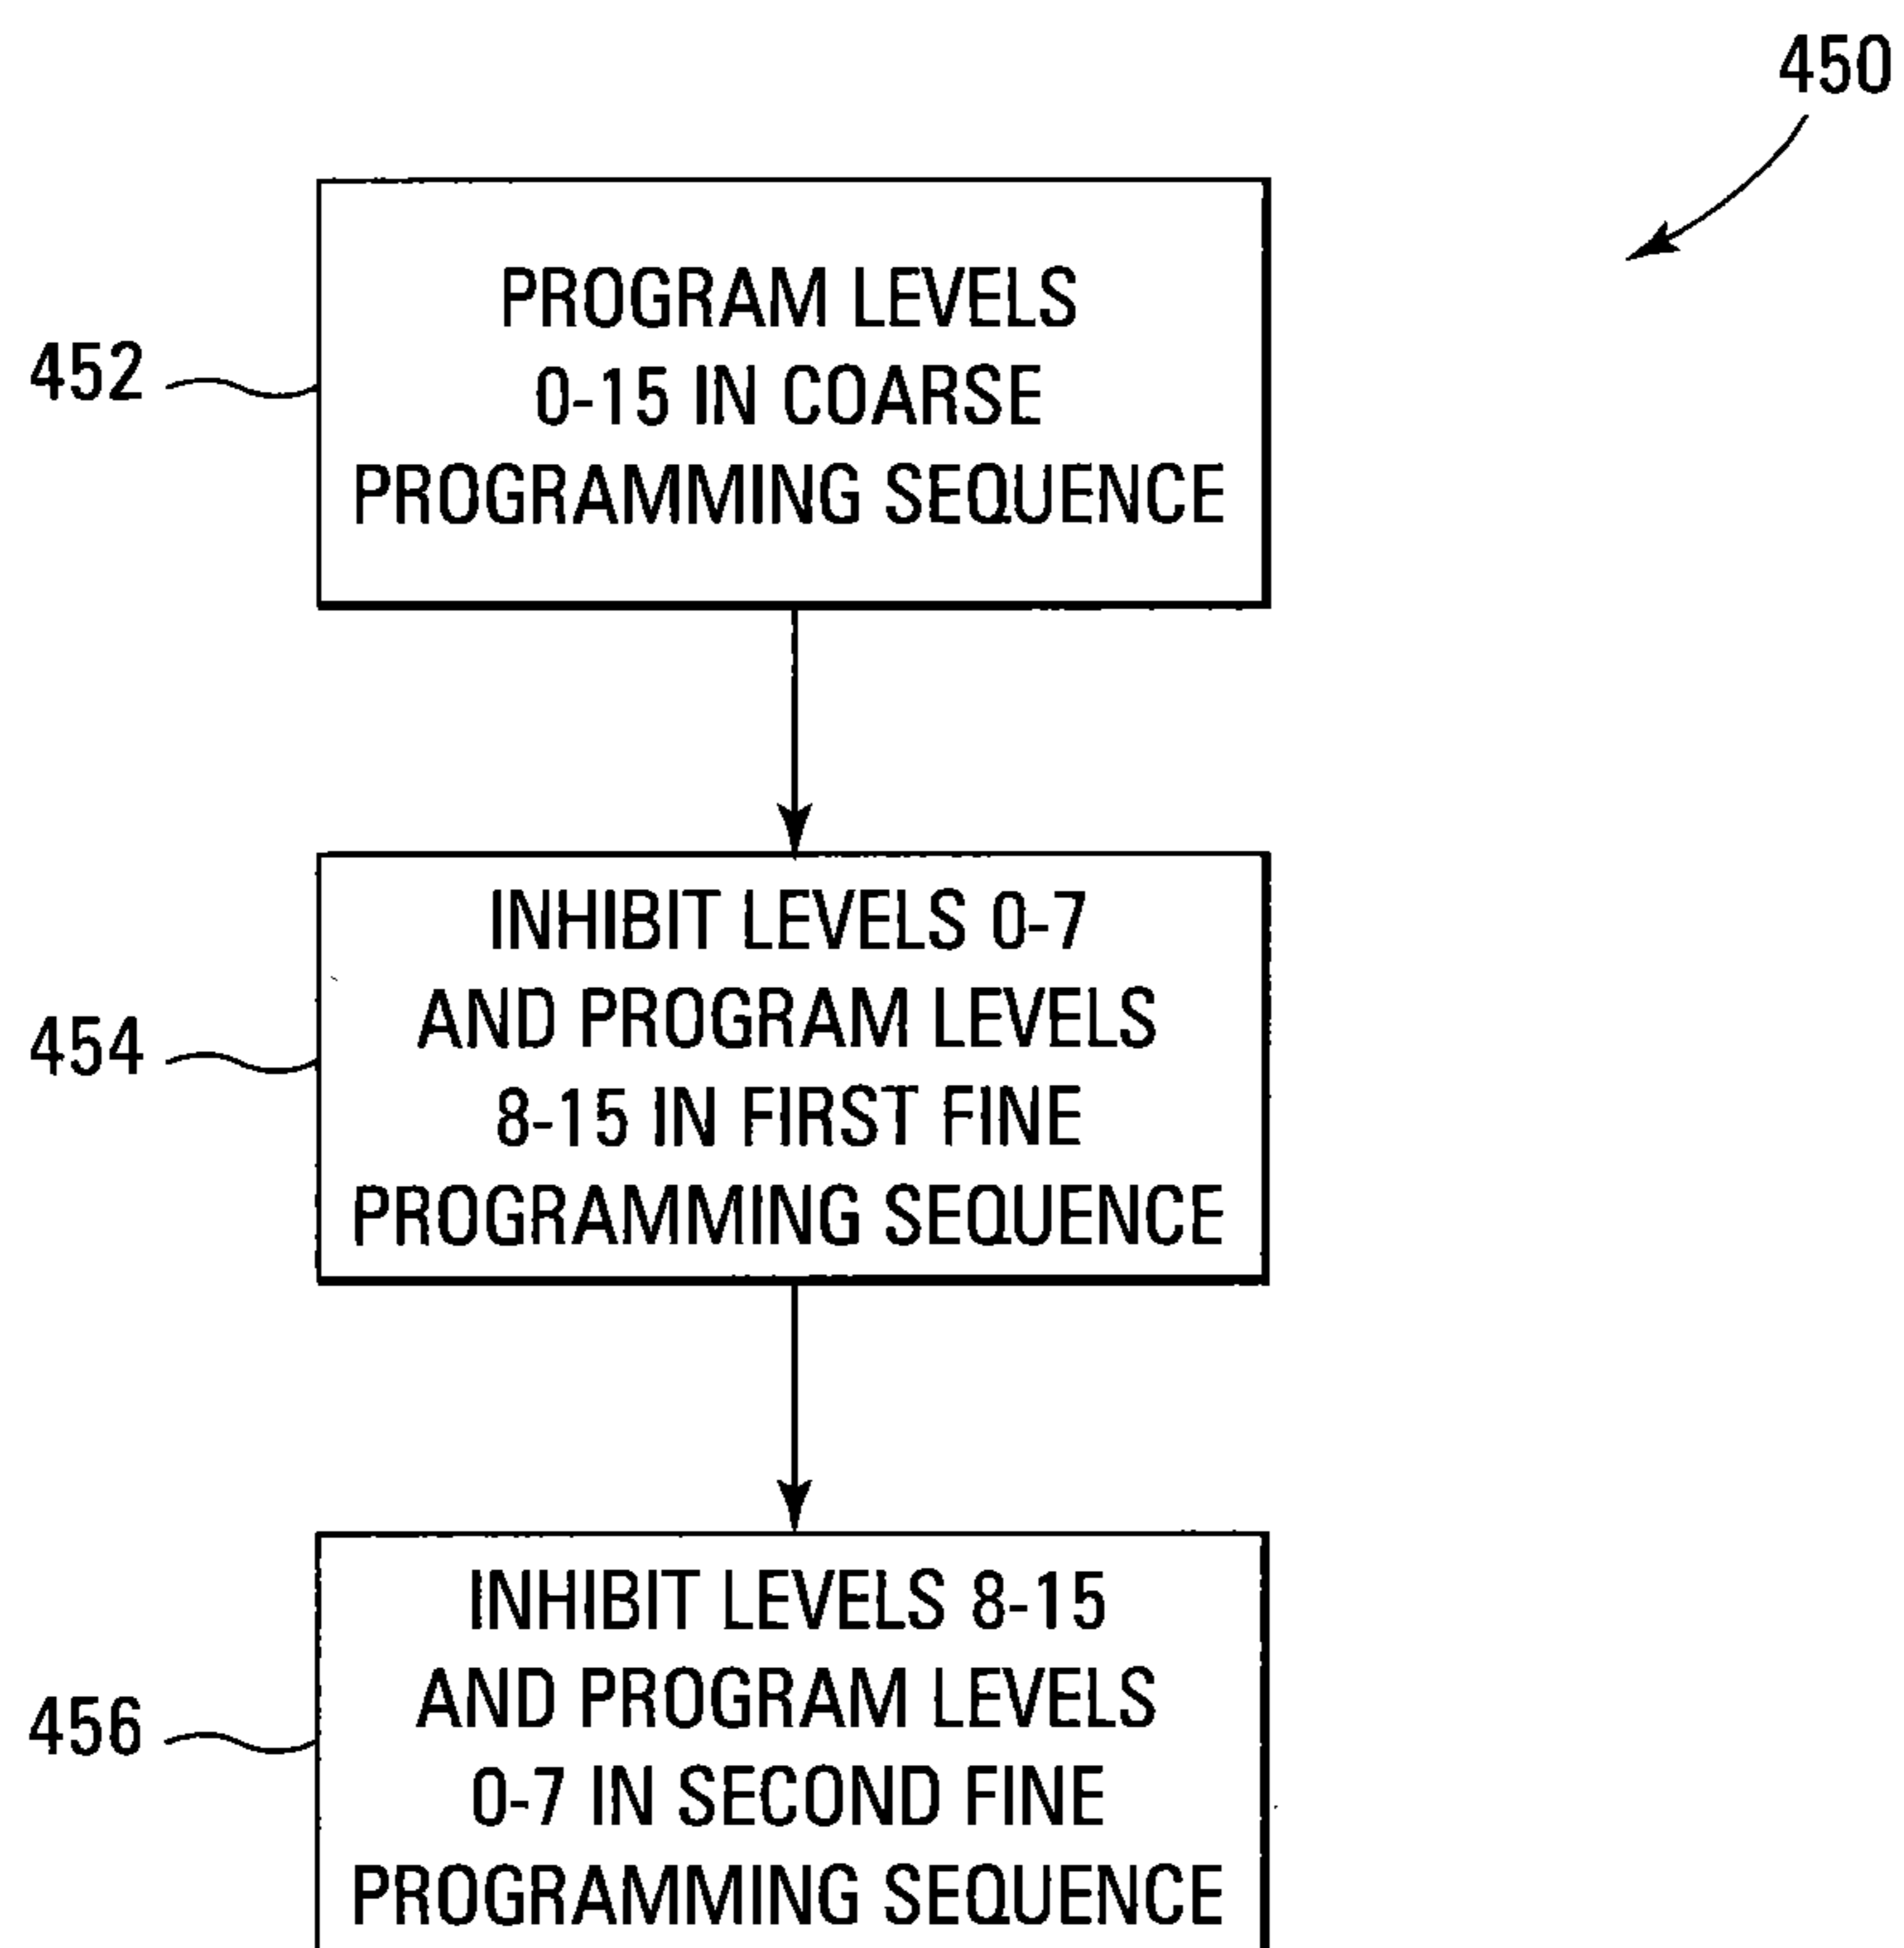 450
452
PROGRAM LEVELS
0-15 IN COARSE
PROGRAMMING SEQUENCE
454
INHIBIT LEVELS 0-7
AND PROGRAM LEVELS
8-15 IN FIRST FINE
PROGRAMMING SEQUENCE
456
INHIBIT LEVELS 8-15
AND PROGRAM LEVELS
0-7 IN SECOND FINE
PROGRAMMING SEQUENCE